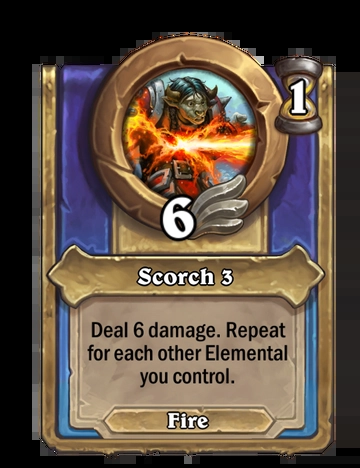 1
6
Scorch 3
Deal 6 damage. Repeat
for each other Elemental
you control.
Fire